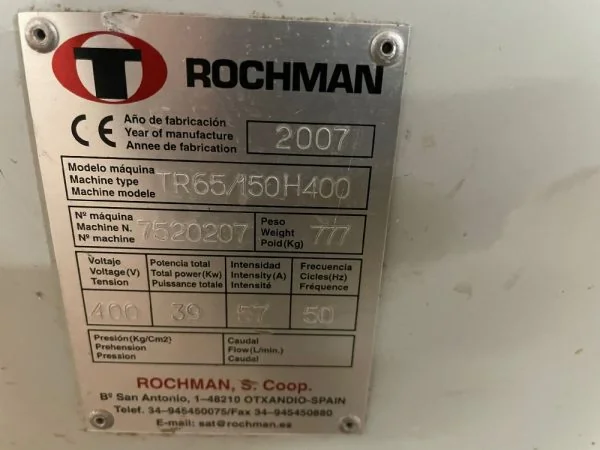 T ROCHMAN
CE
Año de fabricación
Year of manufacture
Annee de fabrication
2007
Modelo máquina
Machine type
Machine modele
TR65/150H400
Nº máquina
Machine N.
Nº machine
7520207
Peso
Weight
Poid(Kg)
777
Voltaje
Voltage(V)
Tension
400
Potencia total
Total power(Kw)
Puissance totale
39
Intensidad
Intensity(A)
Intensité
57
Frecuencia
Cicles(Hz)
Fréquence
50
Presión(Kg/Cm2)
Prehension
Pression
Caudal
Flow(L/min.)
Caudal
ROCHMAN, S. Coop.
Bº San Antonio, 1-48210 OTXANDIO-SPAIN
Telef. 34-945450075/Fax 34-945450880
E-mail: sat@rochman.es